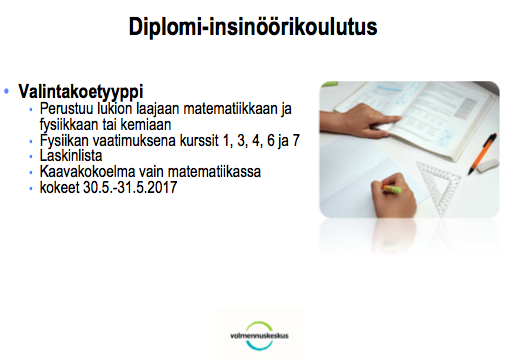 Diplomi-insinöörikoulutus
Valintakoetyyppi
Perustuu lukion laajaan matematiikkaan ja
fysiikkaan tai kemiaan
Fysiikan vaatimuksena kurssit 1, 3, 4, 6 ja 7
Laskinlista
Kaavakokoelma vain matematiikassa
kokeet 30.5.-31.5.2017
valmennuskeskus